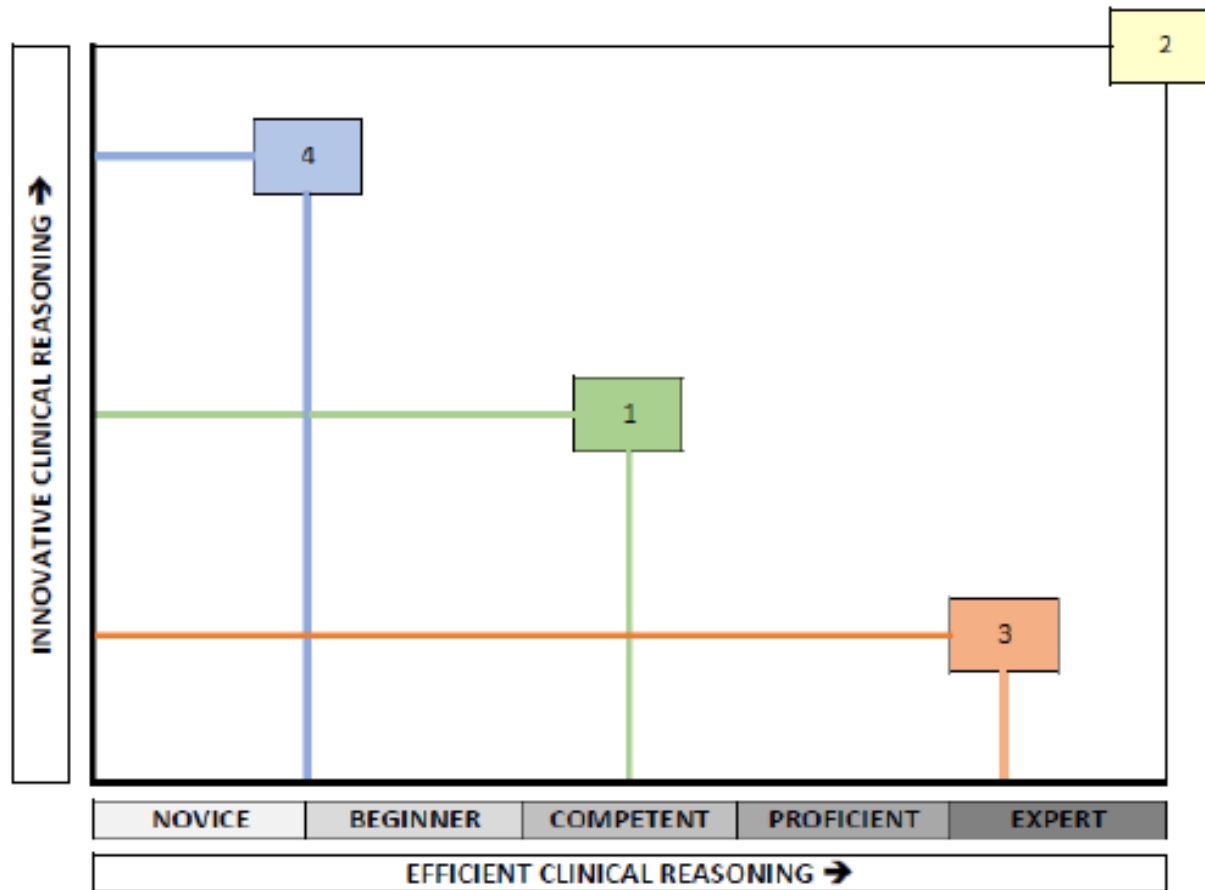 2
4
INNOVATIVE CLINICAL REASONING ➔
1
3
NOVICE BEGINNER COMPETENT PROFICIENT EXPERT
EFFICIENT CLINICAL REASONING ➔